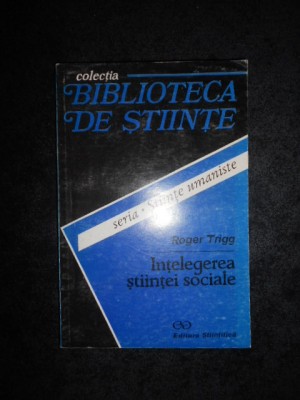 colecția
BIBLIOTECA
DE ȘTIINȚE
seria • Științe umaniste
Roger Trigg
Înțelegerea
științei sociale
Editura Științifică